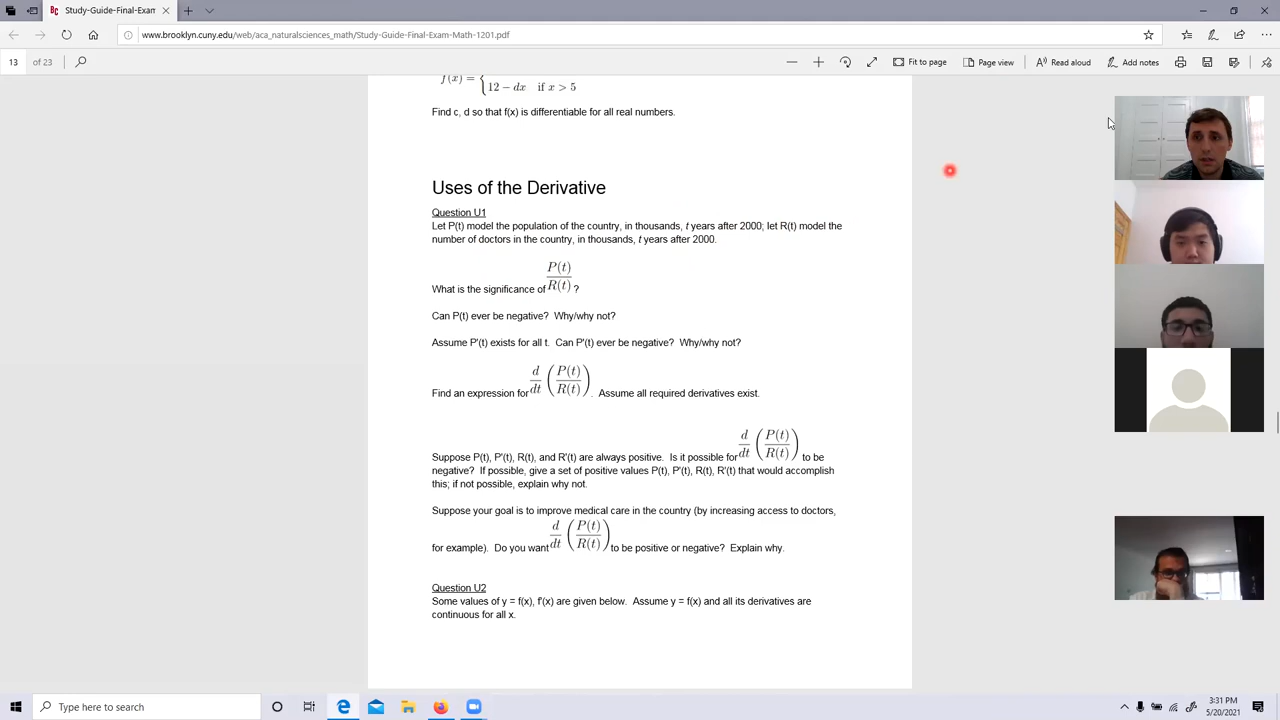 Study-Guide-Final-Exam-Math-1
www.brooklyn.cuny.edu/web/aca_naturalsciences_math/Study-Guide-Final-Exam-Math-1201.pdf
13 of 23 Fit to page Page view Read aloud Add notes
f(x) = {
12 − dx if x > 5
Find c, d so that f(x) is differentiable for all real numbers.
Uses of the Derivative
Question U1
Let P(t) model the population of the country, in thousands, t years after 2000; let R(t) model the
number of doctors in the country, in thousands, t years after 2000.
What is the significance of P(t)/R(t) ?
Can P(t) ever be negative? Why/why not?
Assume P'(t) exists for all t. Can P'(t) ever be negative? Why/why not?
Find an expression for d/dt (P(t)/R(t)). Assume all required derivatives exist.
Suppose P(t), P'(t), R(t), and R'(t) are always positive. Is it possible for d/dt (P(t)/R(t)) to be
negative? If possible, give a set of positive values P(t), P'(t), R(t), R'(t) that would accomplish
this; if not possible, explain why not.
Suppose your goal is to improve medical care in the country (by increasing access to doctors,
for example). Do you want d/dt (P(t)/R(t)) to be positive or negative? Explain why.
Question U2
Some values of y = f(x), f'(x) are given below. Assume y = f(x) and all its derivatives are
continuous for all x.
Type here to search
3:31 PM
5/20/2021